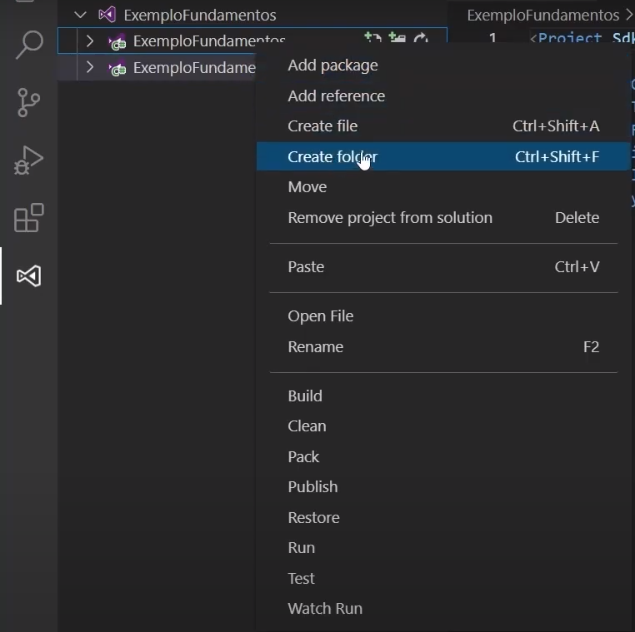 ExemploFundamentos
ExemploFundamentos >
ExemploFundamentos
1 <Project Sdk
ExemploFundame
Add package
Add reference
Create file Ctrl+Shift+A
Create folder Ctrl+Shift+F
Move
Remove project from solution Delete
Paste Ctrl+V
Open File
Rename F2
Build
Clean
Pack
Publish
Restore
Run
Test
Watch Run